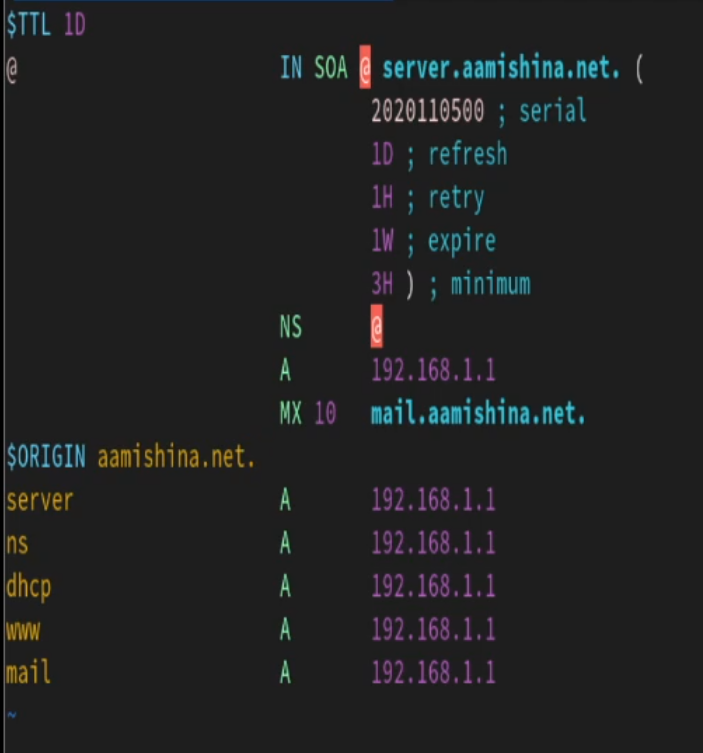 $TTL 1D
@ IN SOA @ server.aamishina.net. (
2020110500 ; serial
1D ; refresh
1H ; retry
1W ; expire
3H ) ; minimum
NS @
A 192.168.1.1
MX 10 mail.aamishina.net.
$ORIGIN aamishina.net.
server A 192.168.1.1
ns A 192.168.1.1
dhcp A 192.168.1.1
www A 192.168.1.1
mail A 192.168.1.1
~